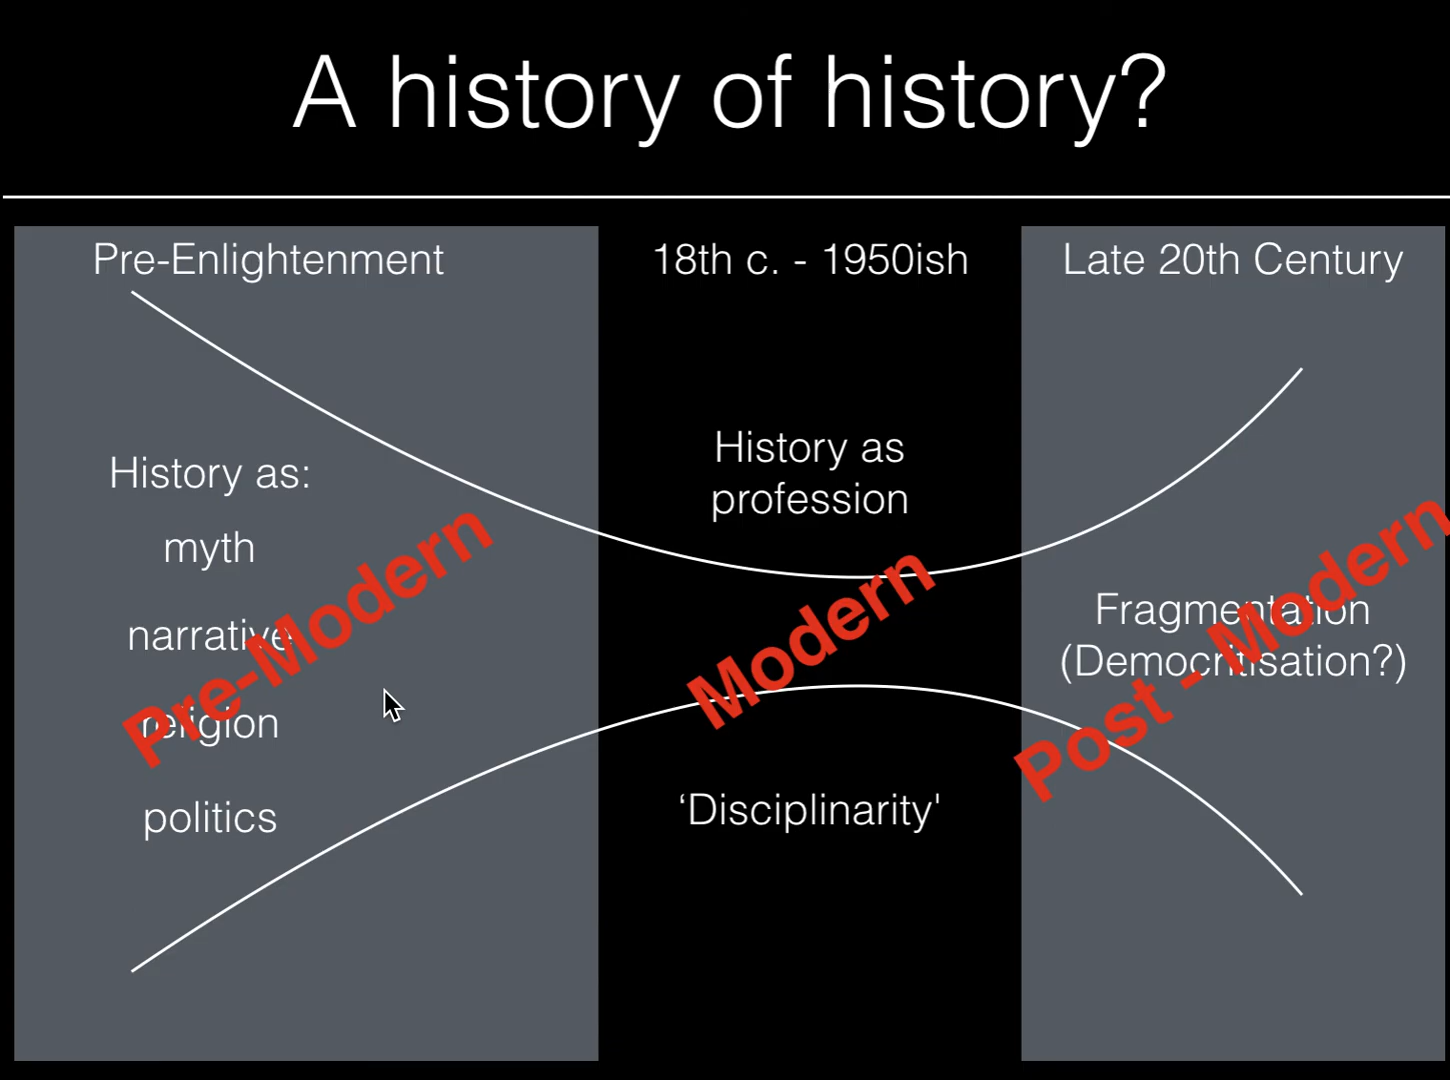 A history of history?
Pre-Enlightenment
History as:
myth
narrative
religion
politics
Pre-Modern
18th c. - 1950ish
History as
profession
Modern
‘Disciplinarity'
Late 20th Century
Fragmentation
(Democritisation?)
Post - Modern